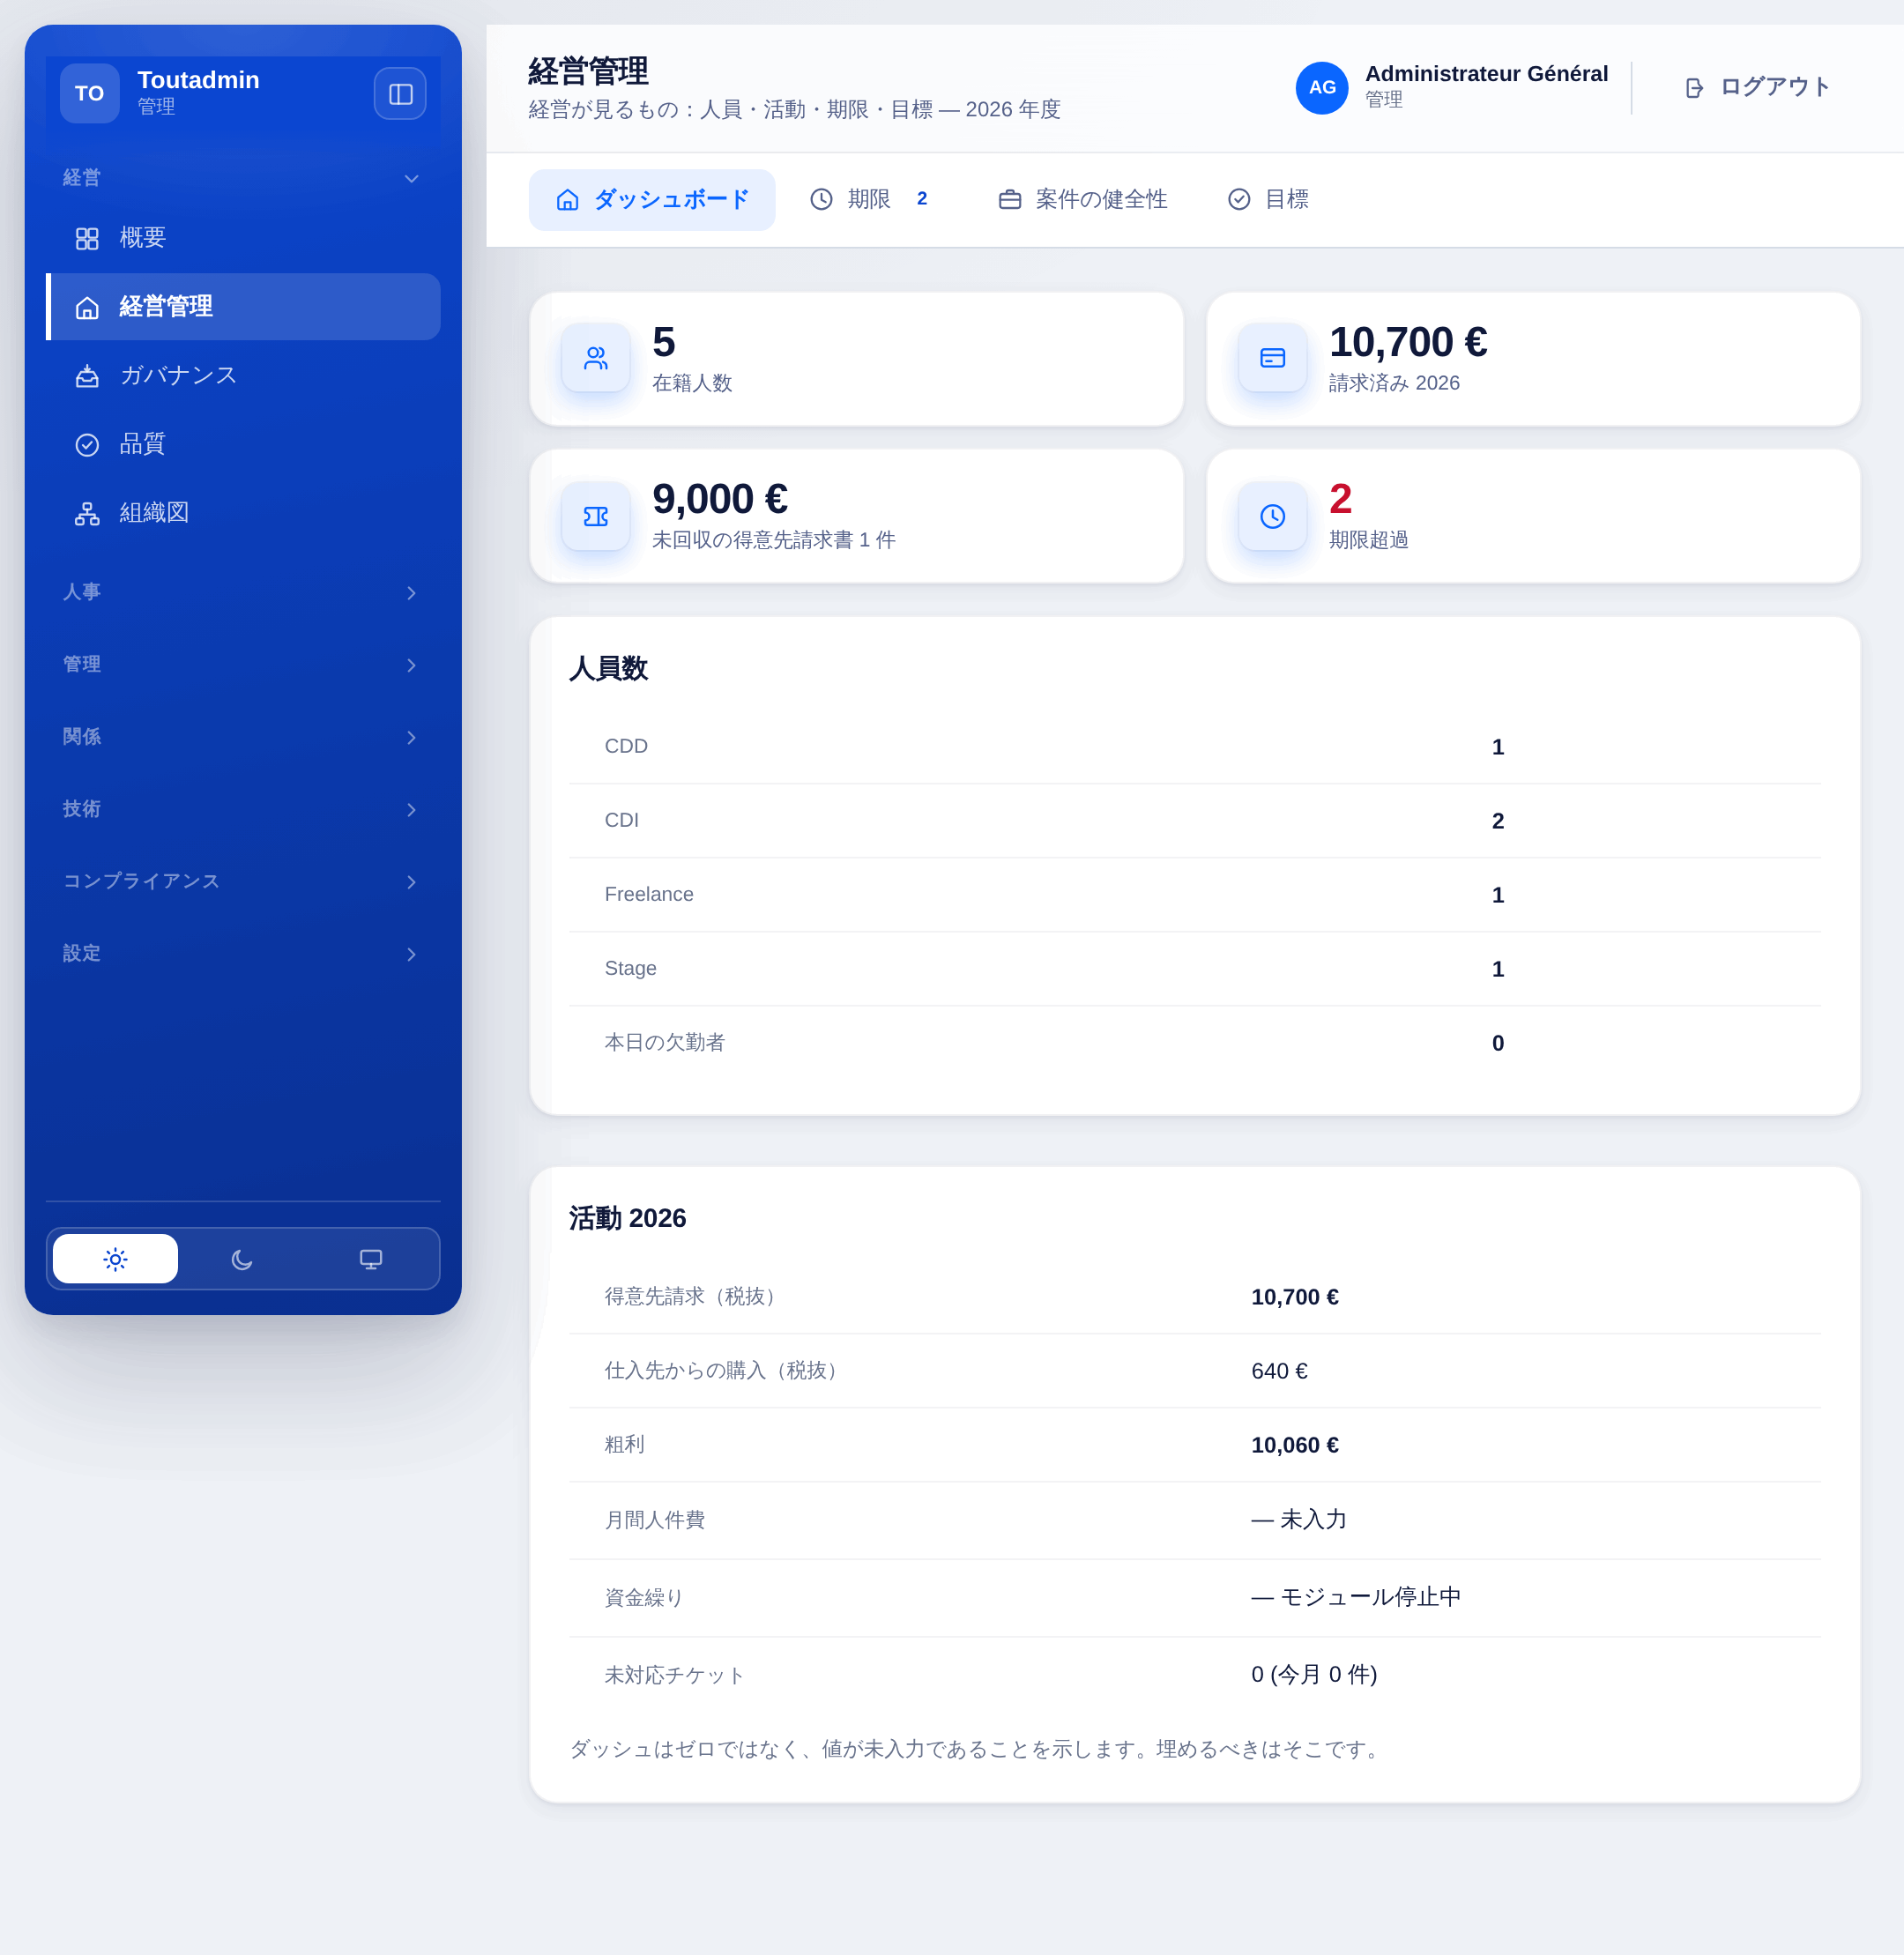 TO
Toutadmin
管理
経営
概要
経営管理
ガバナンス
品質
組織図
人事
管理
関係
技術
コンプライアンス
設定
経営管理
経営が見るもの：人員・活動・期限・目標 — 2026 年度
AG
Administrateur Général
管理
ログアウト
ダッシュボード
期限 2
案件の健全性
目標
5
在籍人数
10,700 €
請求済み 2026
9,000 €
未回収の得意先請求書 1 件
2
期限超過
人員数
CDD 1
CDI 2
Freelance 1
Stage 1
本日の欠勤者 0
活動 2026
得意先請求（税抜） 10,700 €
仕入先からの購入（税抜） 640 €
粗利 10,060 €
月間人件費 — 未入力
資金繰り — モジュール停止中
未対応チケット 0 (今月 0 件)
ダッシュはゼロではなく、値が未入力であることを示します。埋めるべきはそこです。